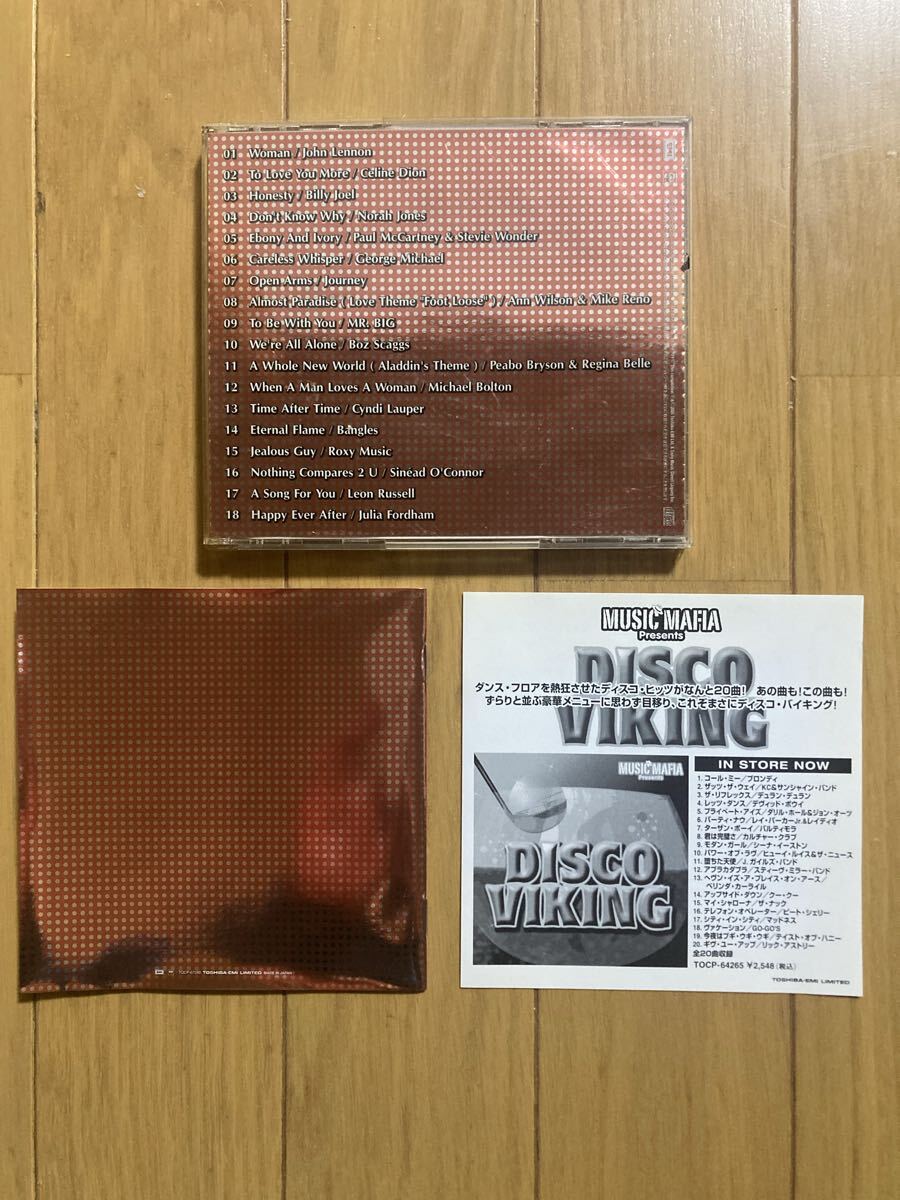 01 Woman / John Lennon
02 To Love You More / Celine Dion
03 Honesty / Billy Joel
04 Don't Know Why / Norah Jones
05 Ebony And Ivory / Paul McCartney & Stevie Wonder
06 Careless Whisper / George Michael
07 Open Arms / Journey
08 Almost Paradise ( Love Theme "Foot Loose" ) / Ann Wilson & Mike Reno
09 To Be With You / MR. BIG
10 We're All Alone / Boz Scaggs
11 A Whole New World ( Aladdin's Theme ) / Peabo Bryson & Regina Belle
12 When A Man Loves A Woman / Michael Bolton
13 Time After Time / Cyndi Lauper
14 Eternal Flame / Bangles
15 Jealous Guy / Roxy Music
16 Nothing Compares 2 U / Sinéad O'Connor
17 A Song For You / Leon Russell
18 Happy Ever After / Julia Fordham
TOSHIBA-EMI LIMITED MADE IN JAPAN
MUSIC MAFIA
Presents
DISCO
ダンス・フロアを熱狂させたディスコ・ヒッツがなんと20曲! あの曲も!この曲も!
ずらりと並ぶ豪華メニューに思わず目移り、これぞまさにディスコ・バイキング!
VIKING
MUSIC MAFIA
Presents
DISCO
VIKING
IN STORE NOW
1. コール・ミー/ブロンディ
2. ザッツ・ザ・ウェイ/KC&サンシャイン・バンド
3. ザ・リフレックス/デュラン・デュラン
4. レッツ・ダンス/デヴィッド・ボウイ
5. プライベート・アイズ/ダリル・ホール&ジョン・オーツ
6. パーティ・ナウ/レイ・パーカーJr.&レイディオ
7. ターザン・ボーイ/バルティモラ
8. 君は完璧さ/カルチャー・クラブ
9. モダン・ガール/シーナ・イーストン
10. パワー・オブ・ラヴ/ヒューイ・ルイス&ザ・ニュース
11. 堕ちた天使/J. ガイルズ・バンド
12. アブラカダブラ/スティーヴ・ミラー・バンド
13. ヘヴン・イズ・ア・プレイス・オン・アース/
ベリンダ・カーライル
14. アップサイド・ダウン/クー・クー
15. マイ・シャローナ/ザ・ナック
16. テレフォン・オペレーター/ピート・シェリー
17. シティ・イン・シティ/マッドネス
18. ヴァケーション/GO-GO'S
19. 今夜はブギ・ウギ・ウギ/テイスト・オブ・ハニー
20. ギヴ・ユー・アップ/リック・アストリー
全20曲収録
TOCP-64265 ¥2,548(税込)
TOSHIBA-EMI LIMITED